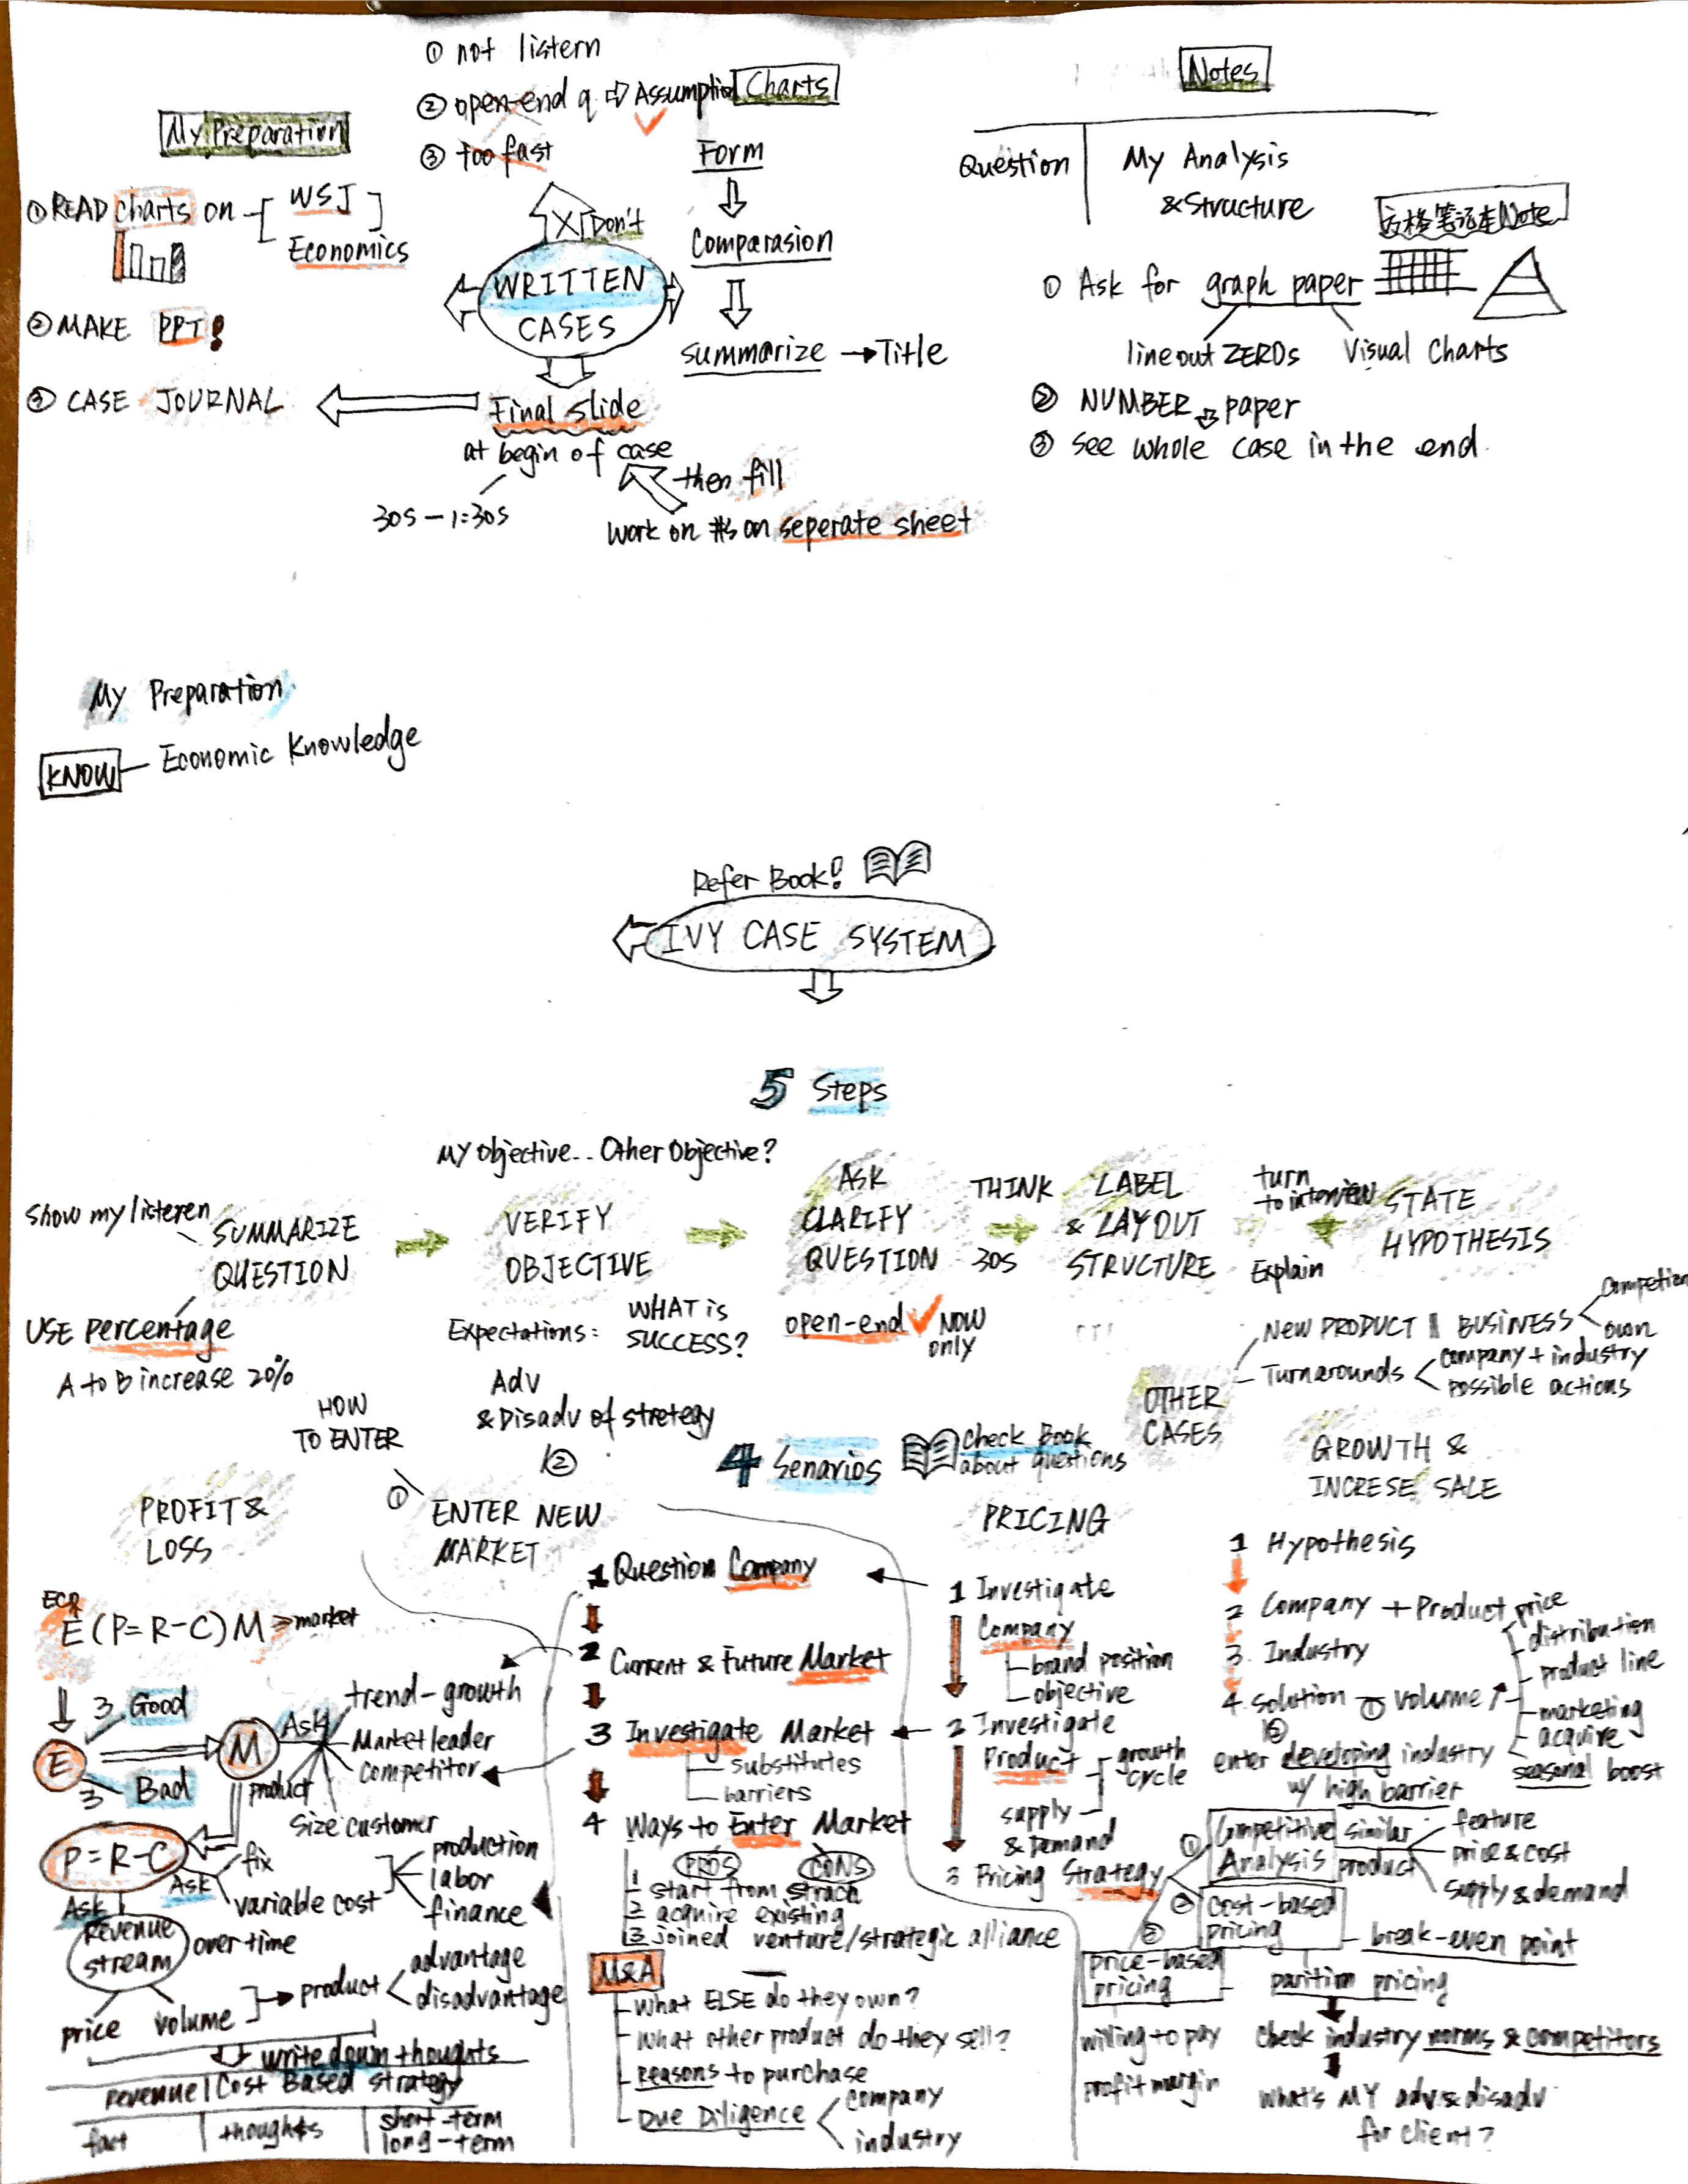 ① not listern
② open-end q ⇨ Assumption
③ too fast
X Don't
WRITTEN
CASES
My Preparation
① READ charts on
WSJ
Economics
② MAKE PPT!
③ CASE JOURNAL
Final slide
at begin of case
30s - 1:30s
then fill
work on #s on seperate sheet
Charts
Form
Comparasion
summarize → Title
Notes
Question
My Analysis
& Structure
方格笔记本 Note
① Ask for graph paper
line out ZEROs
Visual Charts
② NUMBER paper
③ see whole case in the end
My Preparation
KNOW
Economic Knowledge
Refer Book!
IVY CASE SYSTEM
5 Steps
My Objective.. Other Objective?
show my listeren
SUMMARIZE
QUESTION
USE percentage
A to B increase 20%
VERIFY
OBJECTIVE
Expectations:
WHAT is
SUCCESS?
Adv
& Disadv of stretegy
②
ASK
CLARIFY
QUESTION
open-end
NOW
only
THINK
30s
LABEL
& LAYOUT
STRUCTURE
turn
to interview
Explain
STATE
HYPOTHESIS
OTHER
CASES
NEW PRODUCT
BUSINESS
competion
own
Turnarounds
company + industry
possible actions
HOW
TO ENTER
①
4 Senarios
check Book
about questions
PROFIT &
LOSS
ECR
E (P=R-C) M
market
3 Good
E
3 Bad
M
Ask
trend-growth
Market leader
competitor
product
size customer
P=R-C
Ask
fix
variable cost
production
labor
finance
Ask
Revenue
stream
over time
price
volume
product
advantage
disadvantage
write down thoughts
Revenue | Cost Based strategy
fact
thoughts
short-term
long-term
ENTER NEW
MARKET
1 Question Company
2 Current & Future Market
3 Investigate Market
substitutes
barriers
4 Ways to Enter Market
PROS
CONS
1 start from strach
2 acquire existing
3 joined venture/strategic alliance
M&A
What ELSE do they own?
What other product do they sell?
Reasons to purchase
Due Diligence
company
industry
PRICING
1 Investigate
Company
brand position
objective
2 Investigate
Product
growth
cycle
supply
& Demand
3 Pricing Strategy
①
Competitive
Analysis
similar
product
feature
price & cost
supply & demand
②
Cost-based
pricing
break-even point
③
price-based
pricing
willing to pay
profit margin
parition pricing
check industry norms & competitors
What's MY adv & disadv
for client?
GROWTH &
INCRESE SALE
1 Hypothesis
2 Company + Product
3. Industry
4. solution
① volume
price
distribution
product line
marketing
acquire
seasonal boost
②
enter developing industry
w/ high barrier